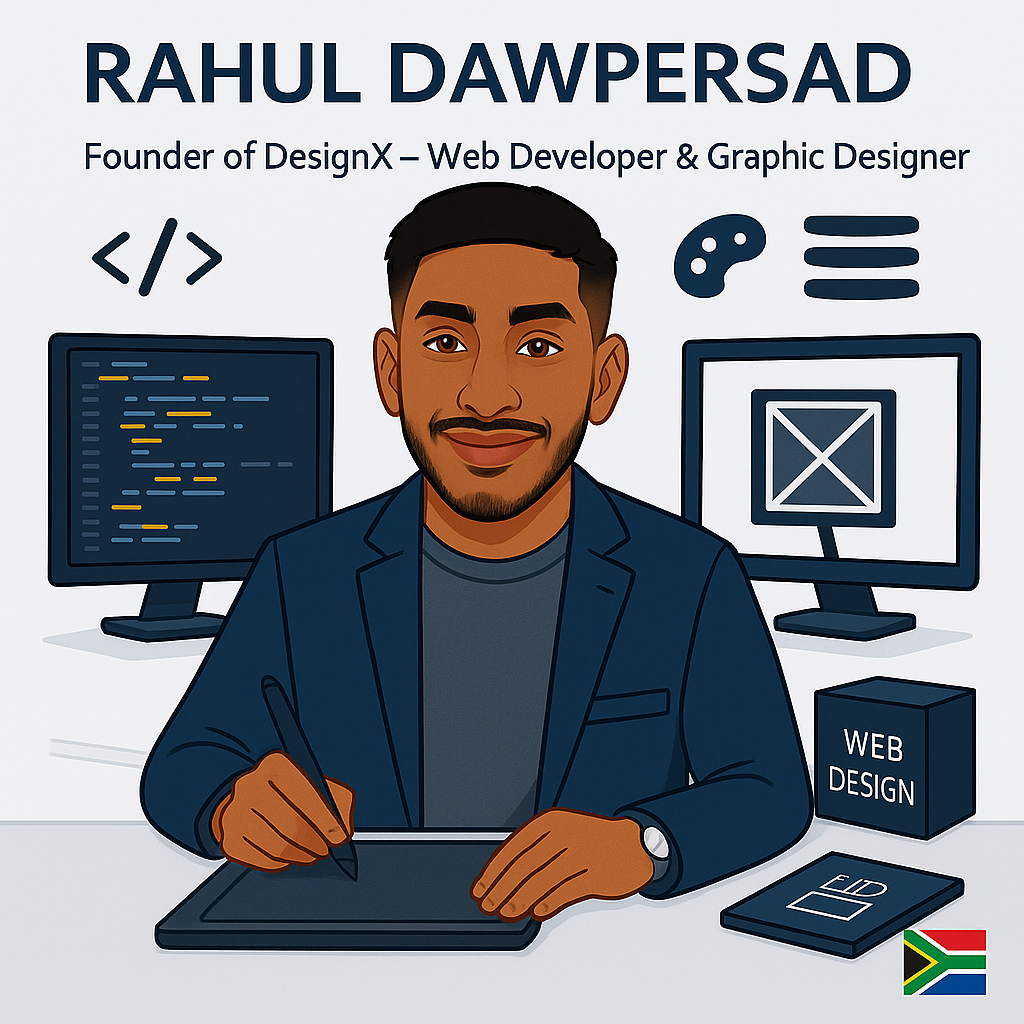 RAHUL DAWPERSAD
Founder of DesignX – Web Developer & Graphic Designer
</>
WEB
DESIGN